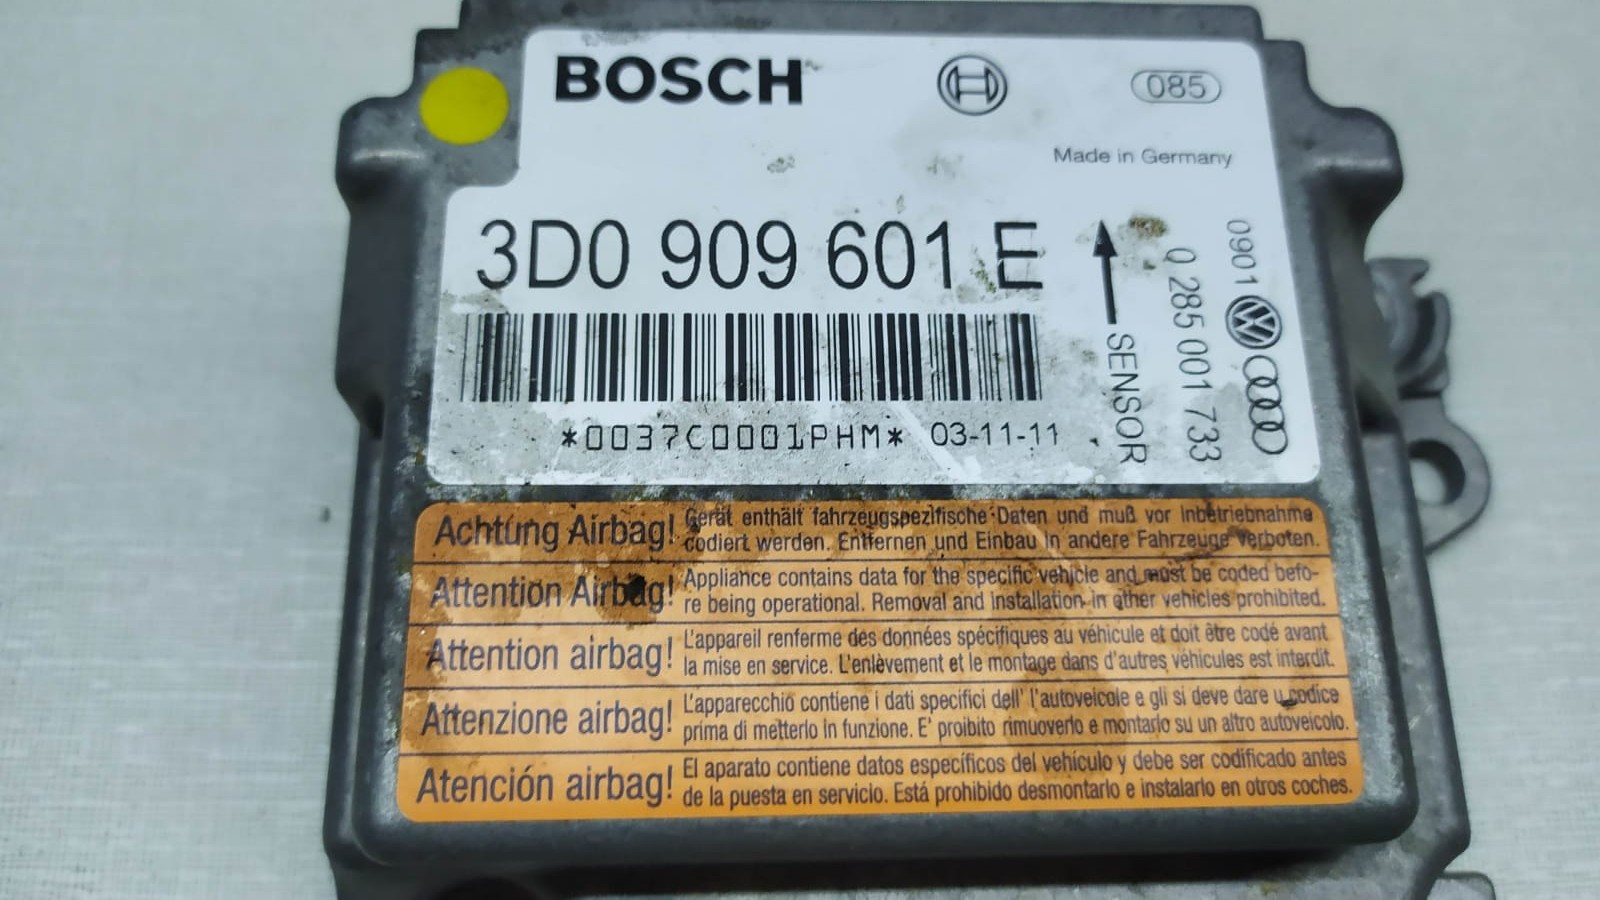 BOSCH
085
Made in Germany
3D0 909 601 E
SENSOR
0 285 001 733
0901
*0037C0001PHM* 03-11-11
Achtung Airbag! Gerät enthält fahrzeugspezifische Daten und muß vor Inbetriebnahme
codiert werden. Entfernen und Einbau in andere Fahrzeuge verboten.
Attention Airbag! Appliance contains data for the specific vehicle and must be coded befo-
re being operational. Removal and Installation in other vehicles prohibited.
Attention airbag! L'appareil renferme des données spécifiques au véhicule et doit être codé avant
la mise en service. L'enlèvement et le montage dans d'autres véhicules est interdit.
Attenzione airbag! L'apparecchio contiene i dati specifici dell' l'autoveicole e gli si deve dare u codice
prima di metterlo in funzione. E' proibito rimuoverlo e montarlo su un altro autoveicolo.
Atención airbag! El aparato contiene datos específicos del vehículo y debe ser codificado antes
de la puesta en servicio. Está prohibido desmontarlo e instalarlo en otros coches.